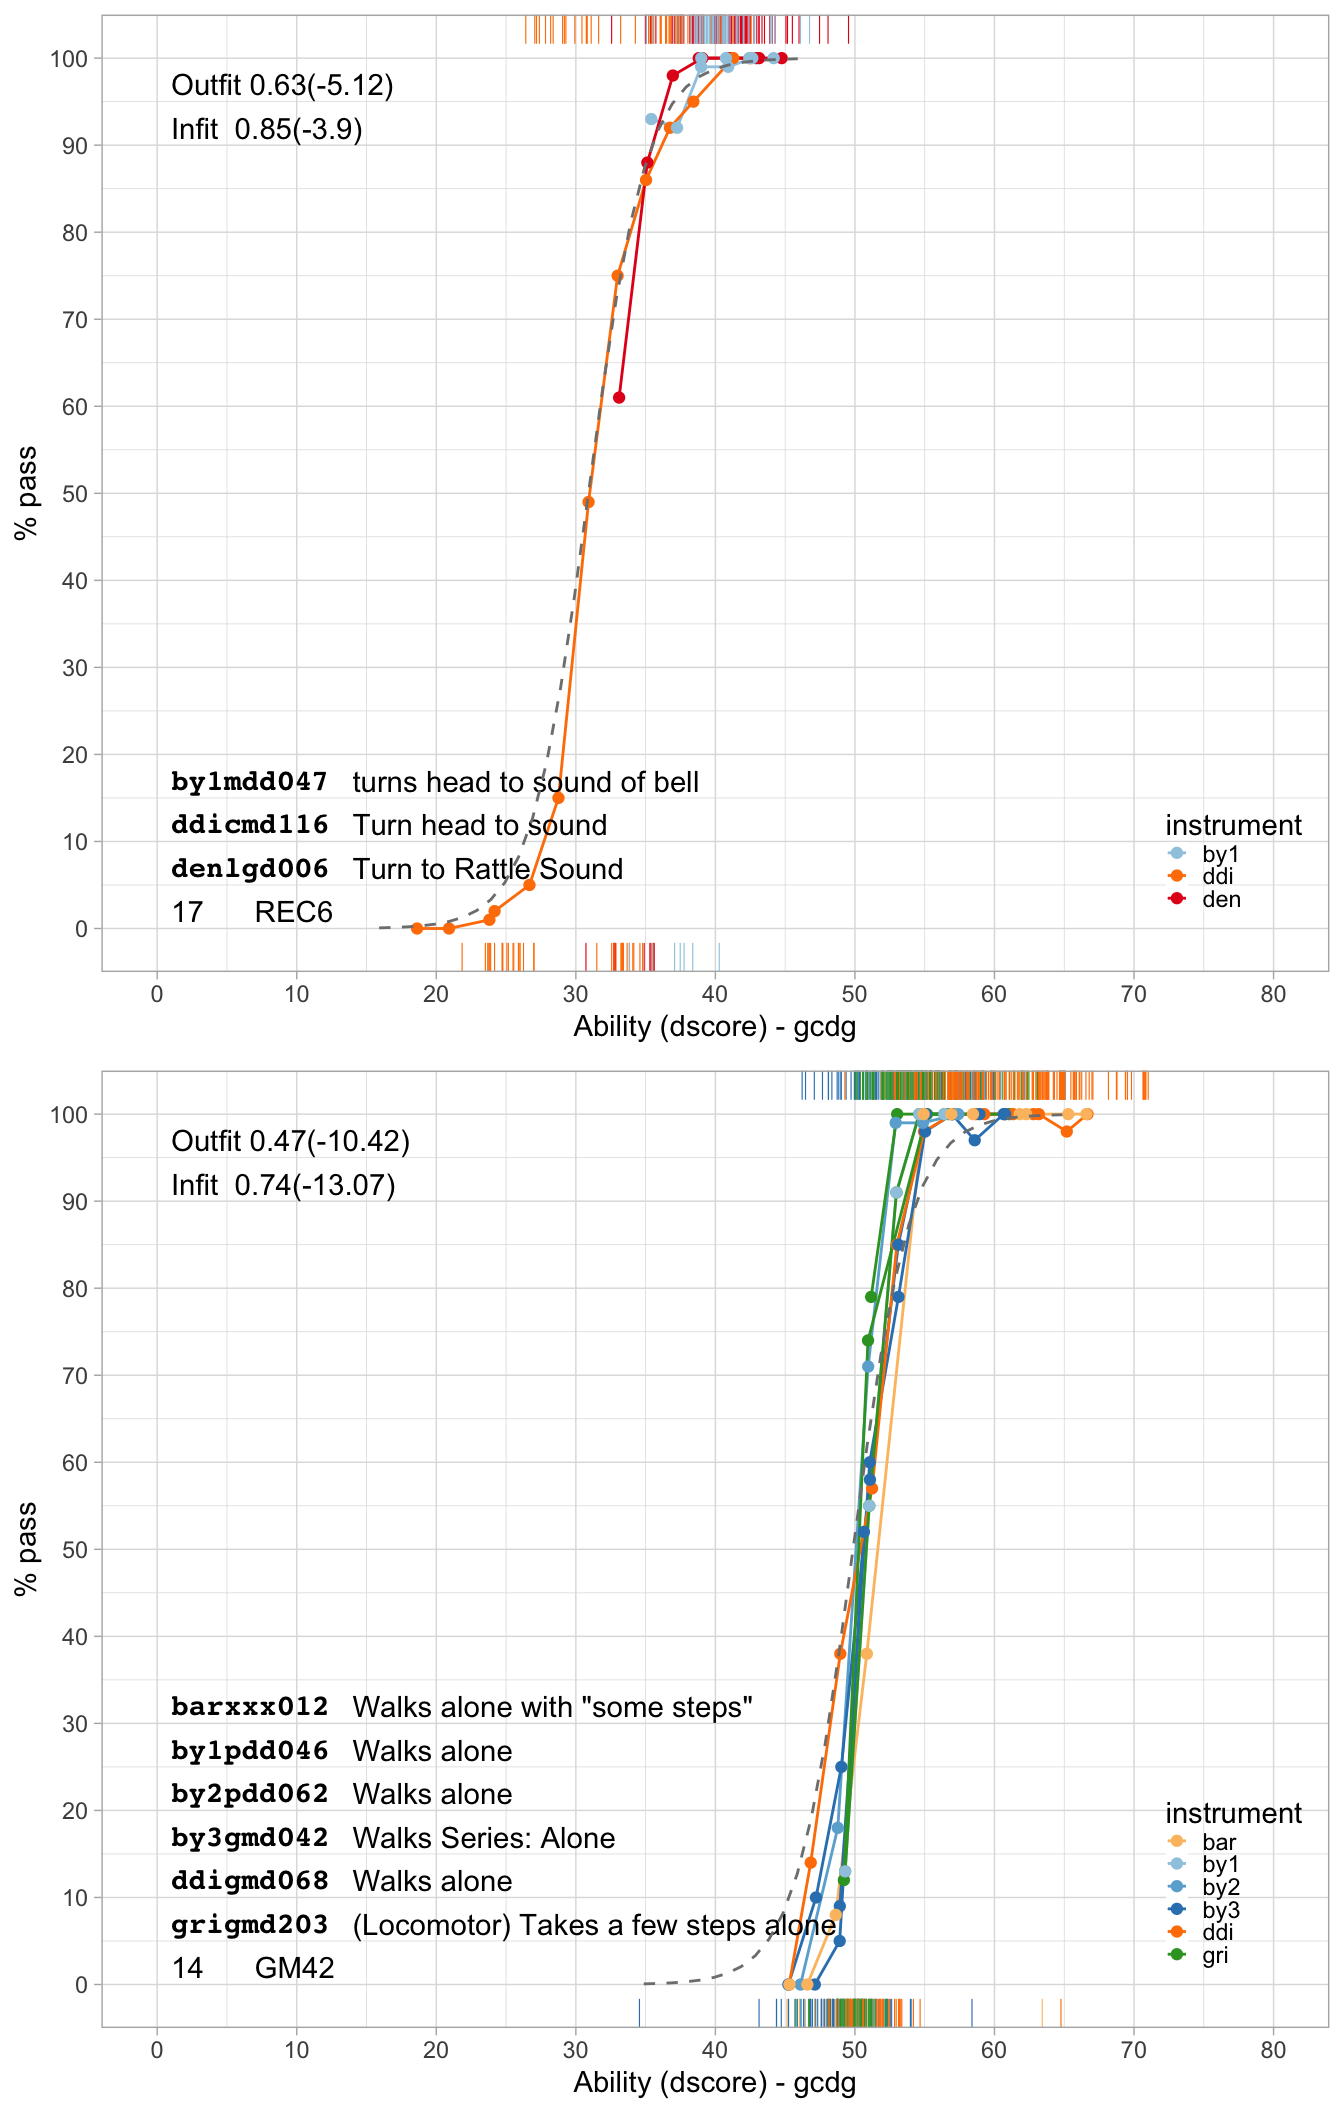 100
Outfit 0.63(-5.12)
Infit 0.85(-3.9)
90
80
70
60
% pass
50
40
30
20
by1mdd047 turns head to sound of bell
ddicmd116 Turn head to sound
10
denlgd006 Turn to Rattle Sound
17 REC6
0
instrument
by1
ddi
den
0 10 20 30 40 50 60 70 80
Ability (dscore) - gcdg
100
Outfit 0.47(-10.42)
Infit 0.74(-13.07)
90
80
70
60
% pass
50
40
30
barxxx012 Walks alone with "some steps"
by1pdd046 Walks alone
20
by2pdd062 Walks alone
by3gmd042 Walks Series: Alone
ddigmd068 Walks alone
10
grigmd203 (Locomotor) Takes a few steps alone
14 GM42
0
instrument
bar
by1
by2
by3
ddi
gri
0 10 20 30 40 50 60 70 80
Ability (dscore) - gcdg